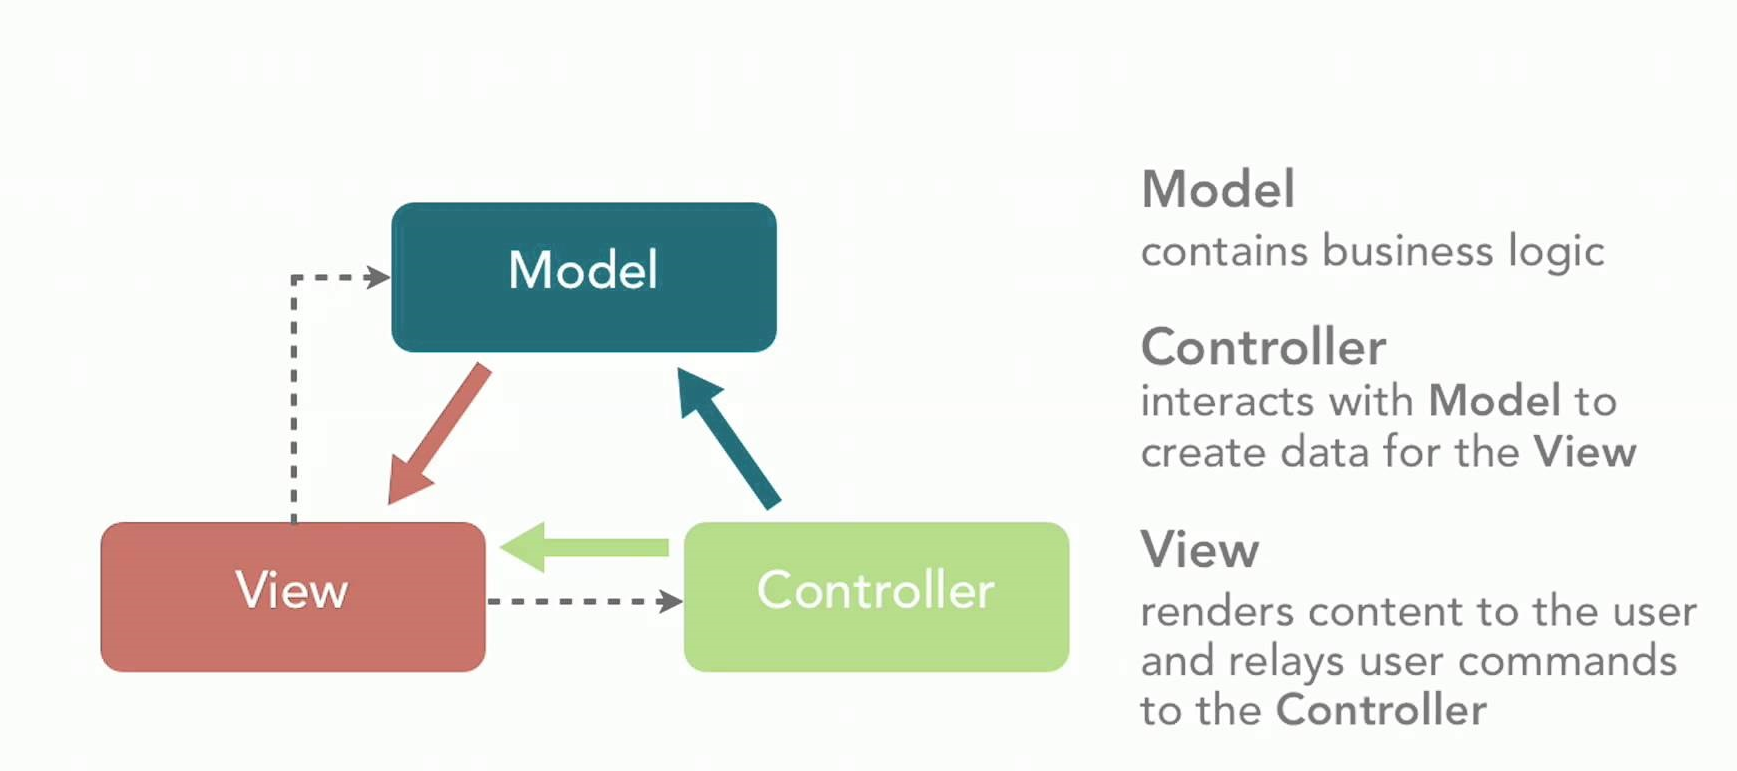 Model
View
Controller
Model
contains business logic
Controller
interacts with Model to
create data for the View
View
renders content to the user
and relays user commands
to the Controller